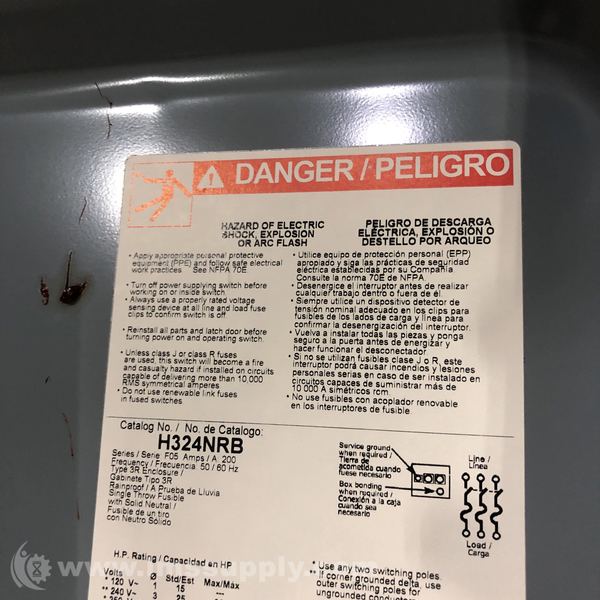 DANGER / PELIGRO
HAZARD OF ELECTRIC
SHOCK, EXPLOSION
OR ARC FLASH
• Apply appropriate personal protective
equipment (PPE) and follow safe electrical
work practices. See NFPA 70E
• Turn off power supplying switch before
working on or inside switch
• Always use a properly rated voltage
sensing device at all line and load fuse
clips to confirm switch is off
• Reinstall all parts and latch door before
turning power on and operating switch.
• Unless class J or class R fuses
are used, this switch will become a fire
and casualty hazard if installed on circuits
capable of delivering more than 10,000
RMS symmetrical amperes
• Do not use renewable link fuses
in fused switches
PELIGRO DE DESCARGA
ELÉCTRICA, EXPLOSIÓN O
DESTELLO POR ARQUEO
• Utilice equipo de protección personal (EPP)
apropiado y siga las prácticas de seguridad
eléctrica establecidas por su Compañía
Consulte la norma 70E de NFPA
• Desenergice el interruptor antes de realizar
cualquier trabajo dentro o fuera de él.
• Siempre utilice un dispositivo detector de
tensión nominal adecuado en los clips para
fusibles de los lados de carga y línea para
confirmar la desenergización del interruptor.
• Vuelva a instalar todas las piezas y ponga
seguro a la puerta antes de energizar y
hacer funcionar el desconectador.
• Si no se utilizan fusibles clase J o R, este
interruptor podrá causar incendios y lesiones
personales serias en caso de ser instalado en
circuitos capaces de suministrar más de
10 000 A simétricos rcm.
• No use fusibles con acoplador renovable
en los interruptores de fusible.
Catalog No. / No. de Catalogo:
H324NRB
Series / Serie F05 Amps / A 200
Frequency / Frecuencia: 50 / 60 Hz
Type 3R Enclosure /
Gabinete Tipo 3R
Rainproof / A Prueba de Lluvia
Single Throw Fusible
with Solid Neutral /
Fusible de un tiro
con Neutro Sólido
Service ground
when required /
Tierra de
acometida cuando
fuese necesario
Box bonding
when required /
Conexión a la caja
cuando sea
necesario
Line /
Línea
Load /
Carga
H.P. Rating / Capacidad en HP
Volts Ø Std/Est Max/Max
* 120 V~ 1 15 —
** 240 V~ 3 25
• Use any two switching poles.
If corner grounded delta, use
outer switching poles for
ungrounded conductors
www.imssupply.